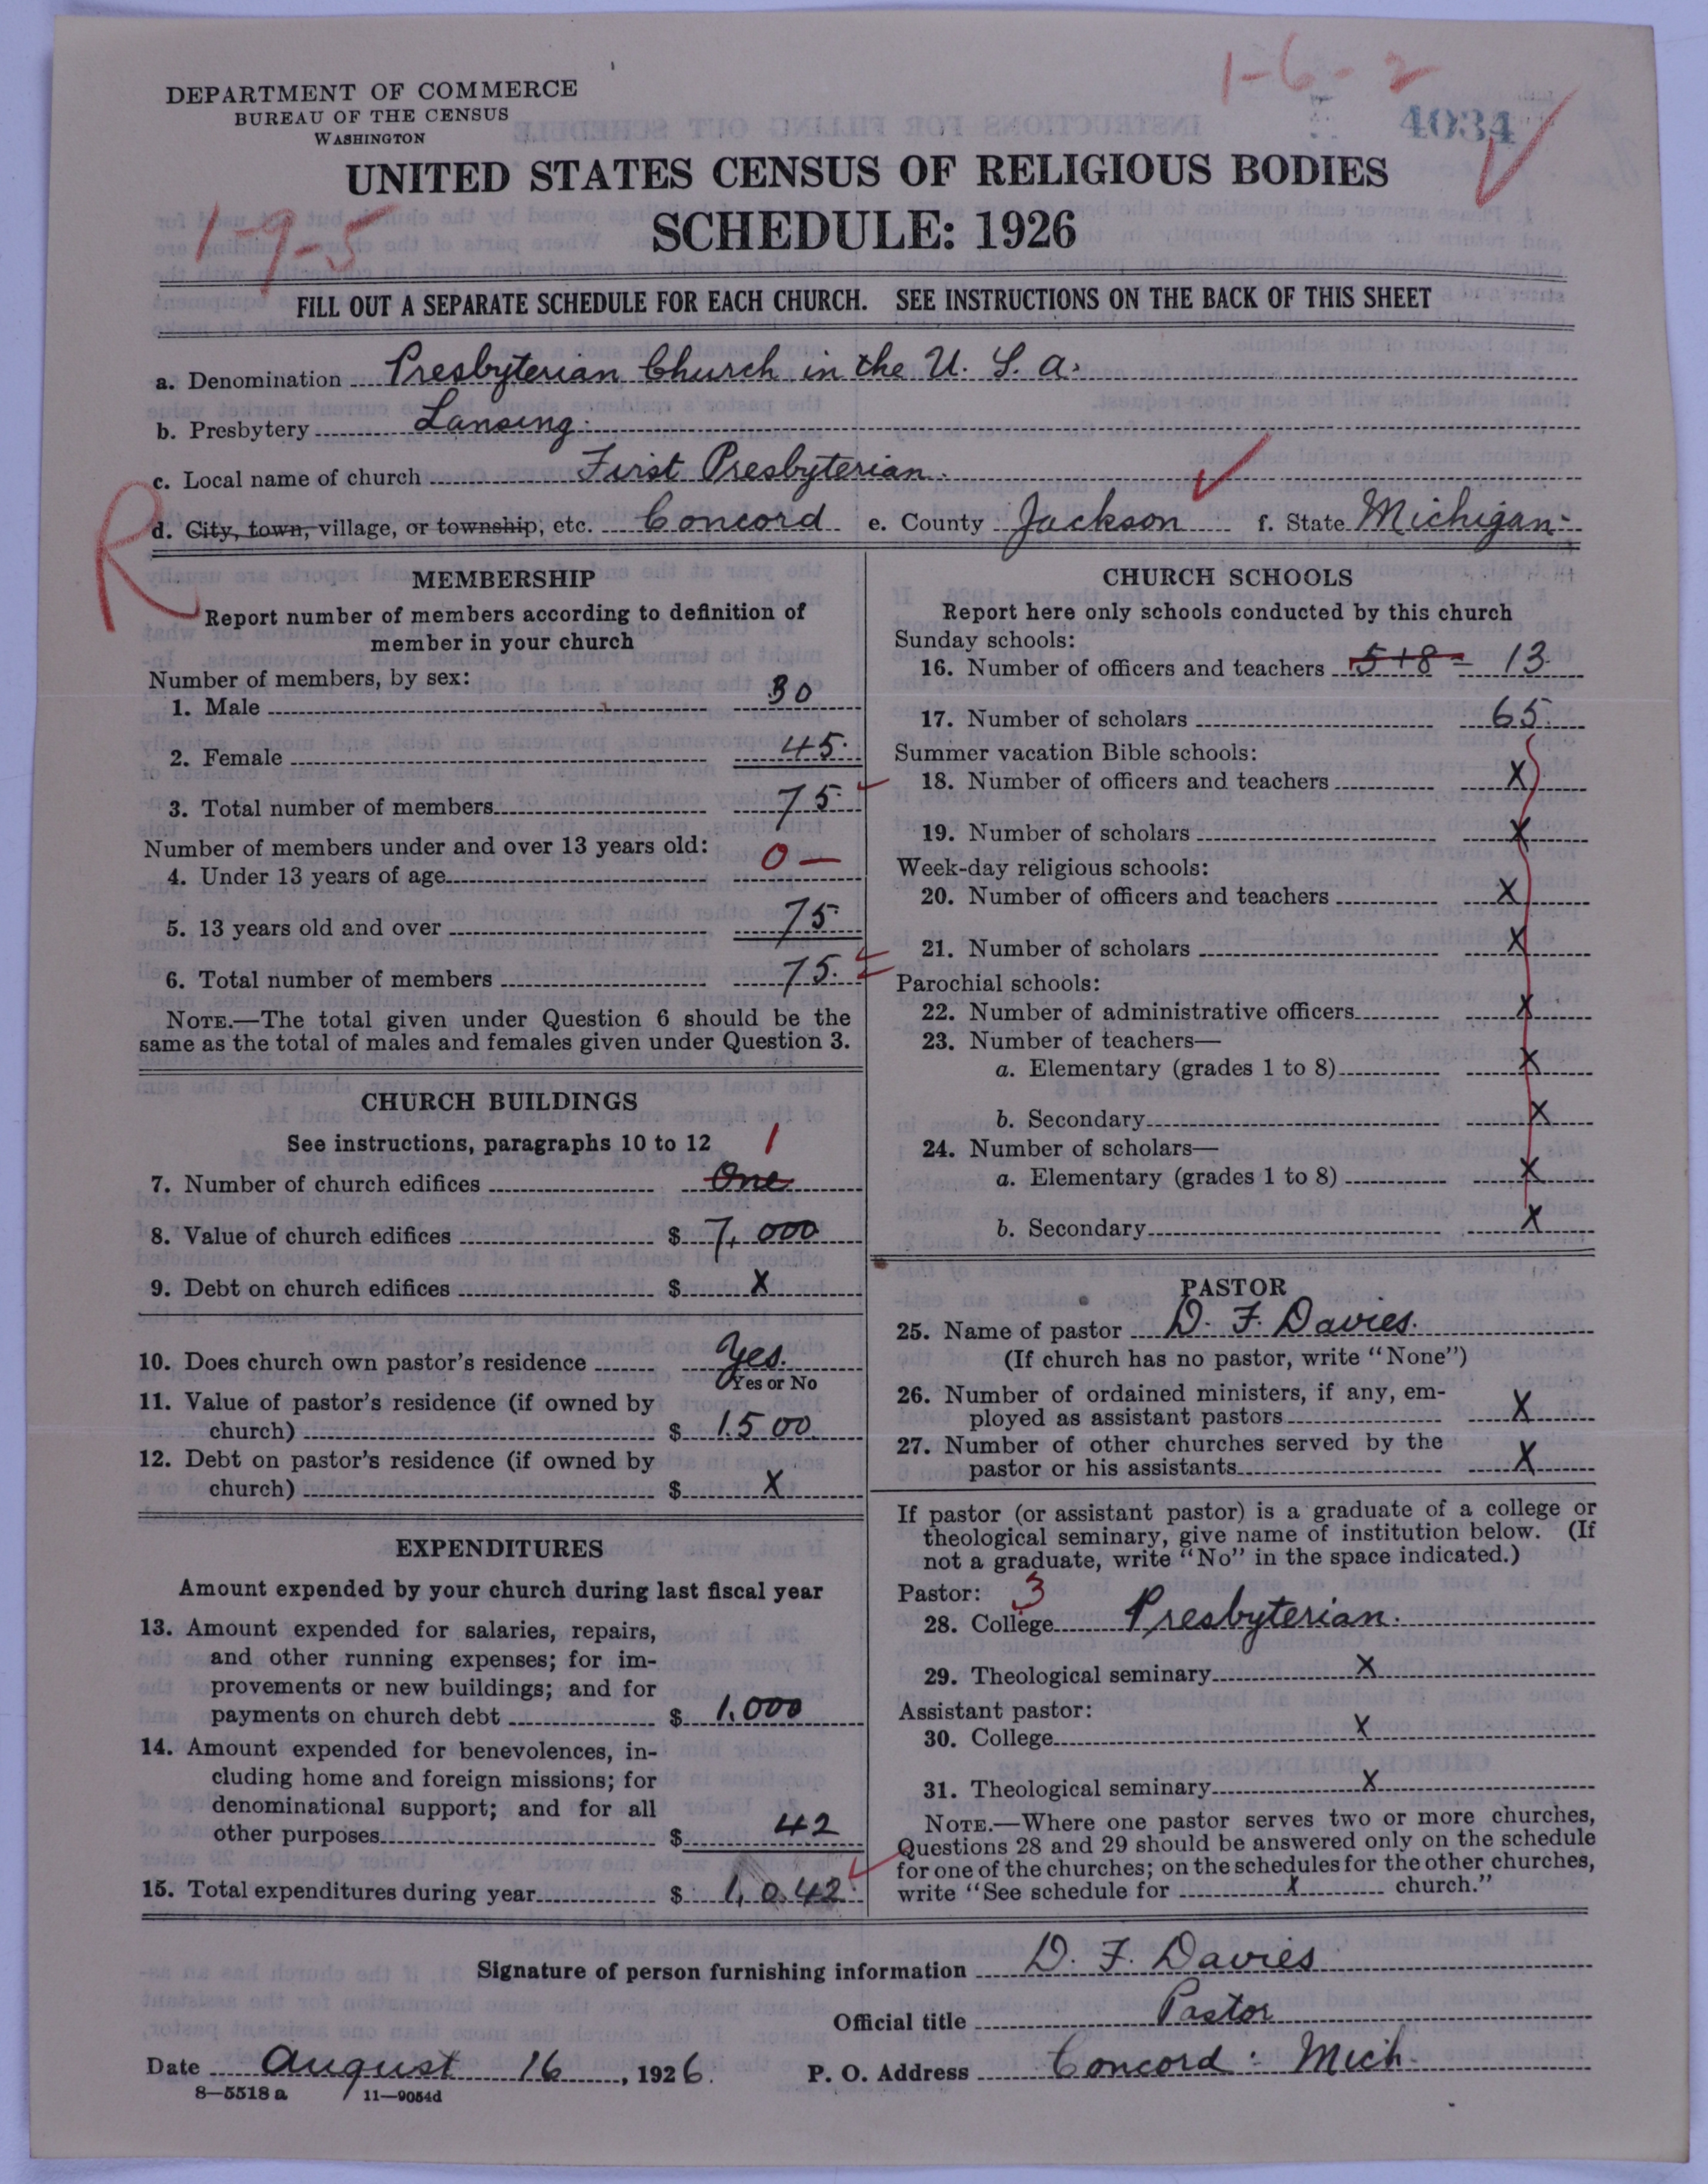 1-6-2
4034
DEPARTMENT OF COMMERCE
BUREAU OF THE CENSUS
WASHINGTON
UNITED STATES CENSUS OF RELIGIOUS BODIES
SCHEDULE: 1926
1-9-5
FILL OUT A SEPARATE SCHEDULE FOR EACH CHURCH. SEE INSTRUCTIONS ON THE BACK OF THIS SHEET
a. Denomination Presbyterian Church in the U. S. A.
b. Presbytery Lansing
c. Local name of church First Presbyterian.
R
d. City, town, village, or township, etc. Concord e. County Jackson f. State Michigan
MEMBERSHIP
Report number of members according to definition of
member in your church
Number of members, by sex:
1. Male 30
2. Female 45
3. Total number of members 75
Number of members under and over 13 years old:
4. Under 13 years of age 0 —
5. 13 years old and over 75
6. Total number of members 75.
NOTE.—The total given under Question 6 should be the
same as the total of males and females given under Question 3.
CHURCH BUILDINGS
See instructions, paragraphs 10 to 12
1
7. Number of church edifices One
8. Value of church edifices $ 7,000
9. Debt on church edifices $ X
10. Does church own pastor's residence Yes.
Yes or No
11. Value of pastor's residence (if owned by
church) $ 1500
12. Debt on pastor's residence (if owned by
church) $ X
EXPENDITURES
Amount expended by your church during last fiscal year
13. Amount expended for salaries, repairs,
and other running expenses; for im-
provements or new buildings; and for
payments on church debt $ 1,000
14. Amount expended for benevolences, in-
cluding home and foreign missions; for
denominational support; and for all
other purposes $ 42
15. Total expenditures during year $ 1,042
CHURCH SCHOOLS
Report here only schools conducted by this church
Sunday schools:
16. Number of officers and teachers 5+8= 13
17. Number of scholars 65
Summer vacation Bible schools:
18. Number of officers and teachers X
19. Number of scholars X
Week-day religious schools:
20. Number of officers and teachers X
21. Number of scholars X
Parochial schools:
22. Number of administrative officers X
23. Number of teachers—
a. Elementary (grades 1 to 8) X
b. Secondary X
24. Number of scholars—
a. Elementary (grades 1 to 8) X
b. Secondary X
PASTOR
25. Name of pastor D. F. Davies.
(If church has no pastor, write "None")
26. Number of ordained ministers, if any, em-
ployed as assistant pastors X
27. Number of other churches served by the
pastor or his assistants X
If pastor (or assistant pastor) is a graduate of a college or
theological seminary, give name of institution below. (If
not a graduate, write "No" in the space indicated.)
Pastor: 3
28. College Presbyterian.
29. Theological seminary X
Assistant pastor:
30. College X
31. Theological seminary X
NOTE.—Where one pastor serves two or more churches,
Questions 28 and 29 should be answered only on the schedule
for one of the churches; on the schedules for the other churches,
write "See schedule for X church."
Signature of person furnishing information D. F. Davies
Official title Pastor
Date August 16, 1926. P. O. Address Concord: Mich.
8—5518 a 11—9054d